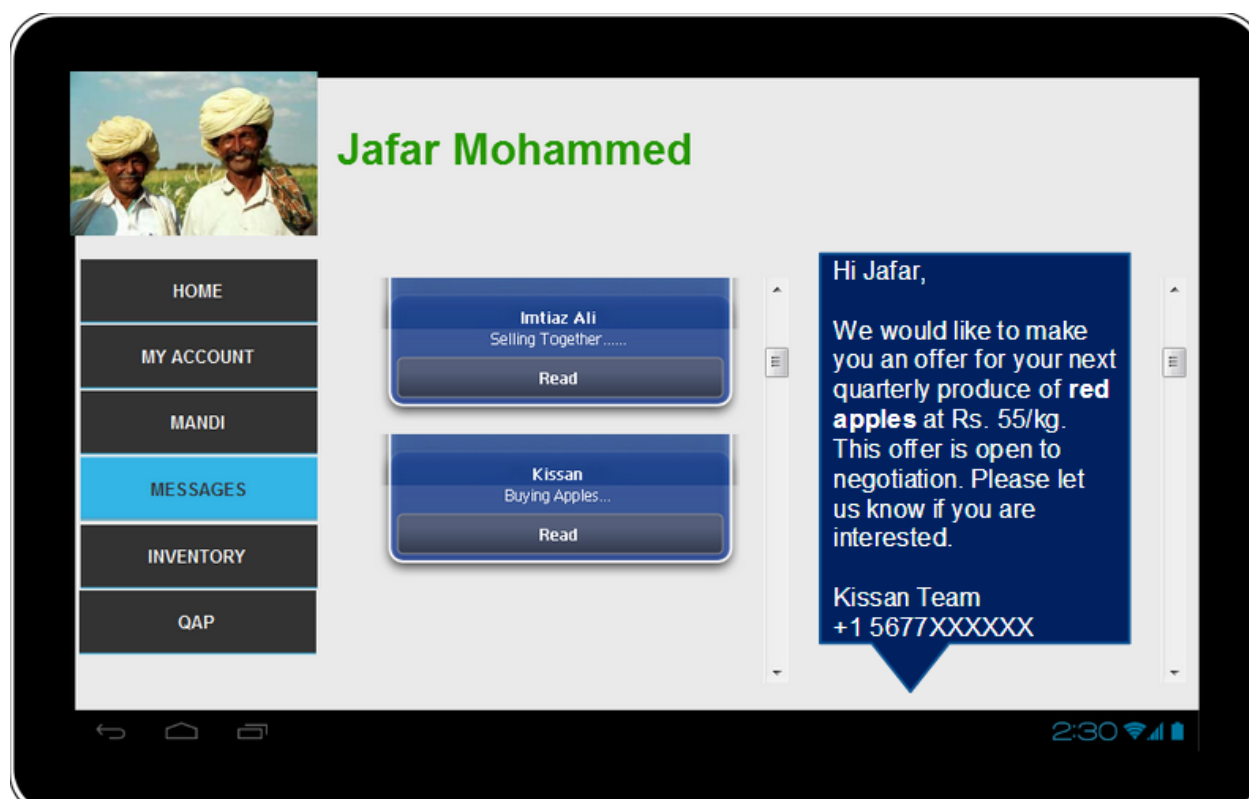 Jafar Mohammed
HOME
MY ACCOUNT
MANDI
MESSAGES
INVENTORY
QAP
Imtiaz Ali
Selling Together......
Read
Kissan
Buying Apples...
Read
Hi Jafar,
We would like to make
you an offer for your next
quarterly produce of red
apples at Rs. 55/kg.
This offer is open to
negotiation. Please let
us know if you are
interested.
Kissan Team
+1 5677XXXXXX
2:30